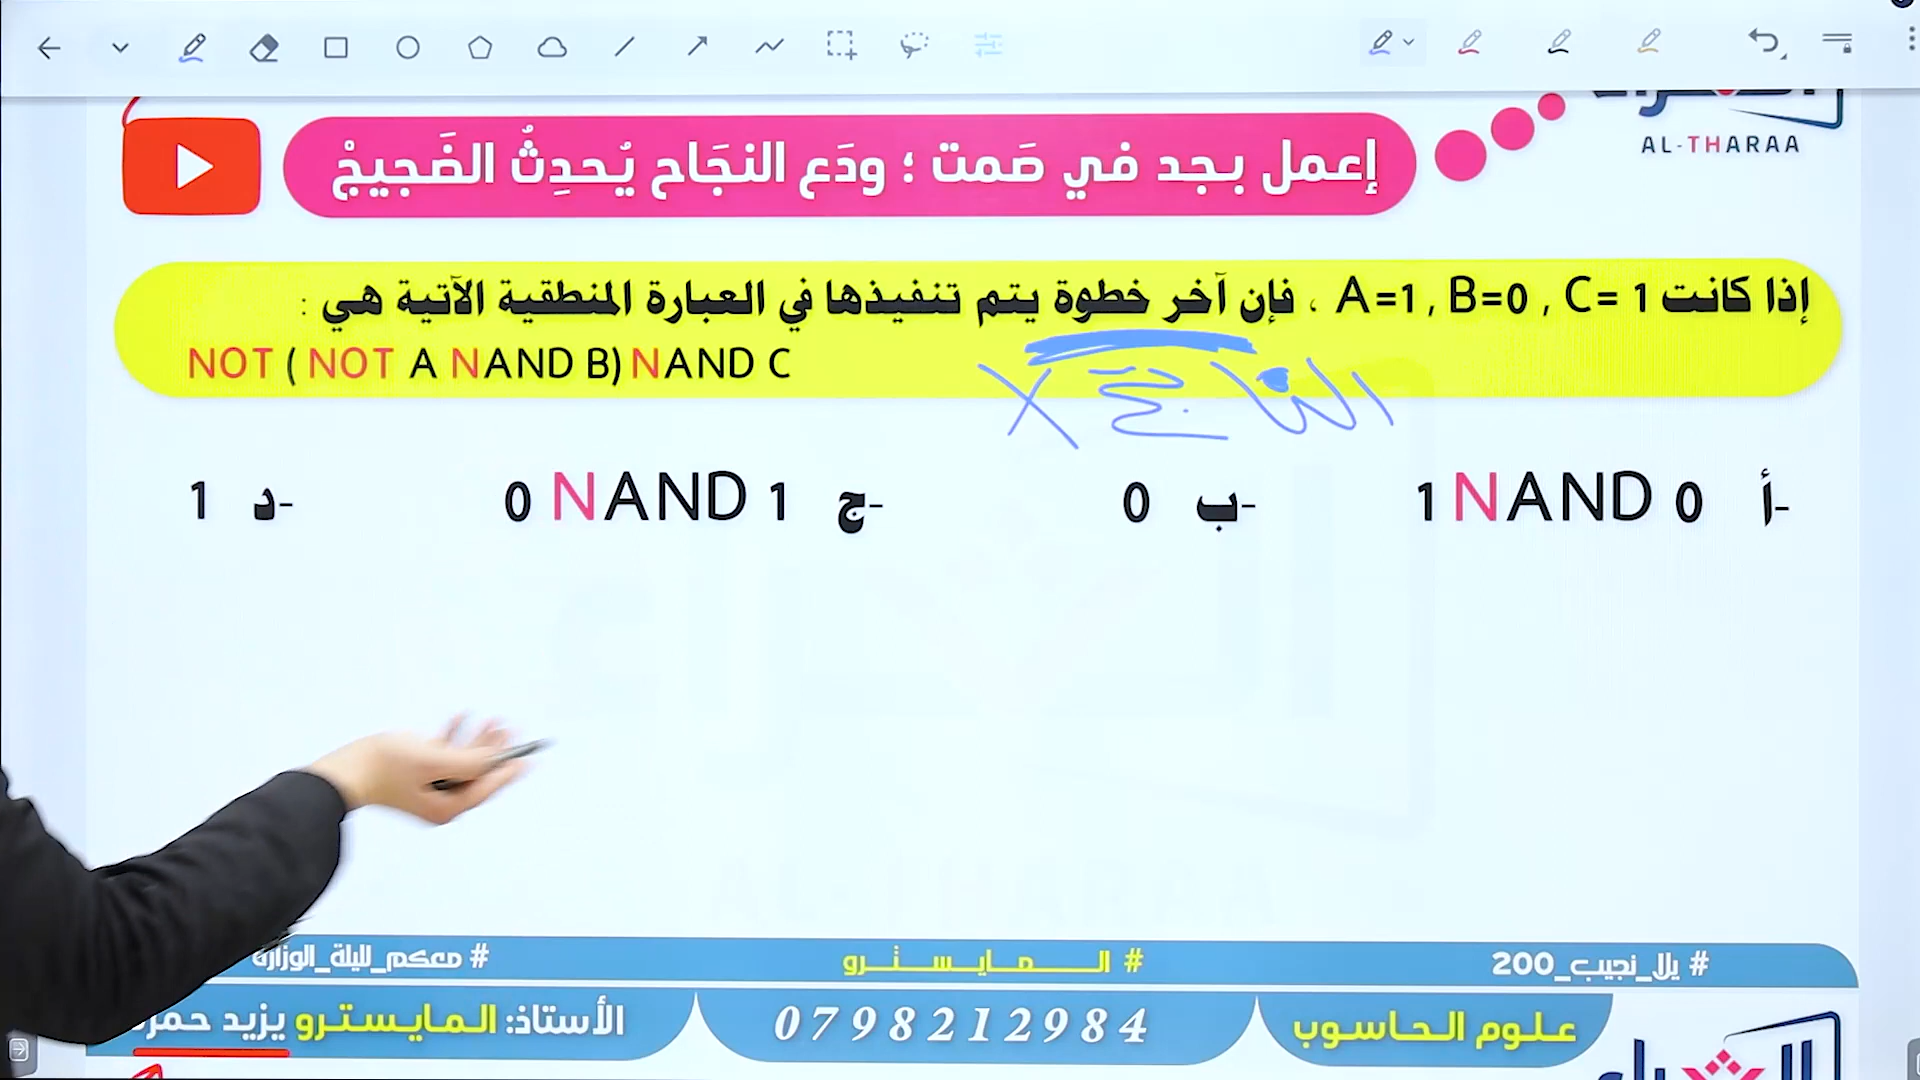 AL-THARAA
إعمل بجد في صَمت ؛ ودَع النجَاح يُحدِثُ الضَجيجْ
إذا كانت A=1 , B=0 , C= 1 ، فإن آخر خطوة يتم تنفيذها في العبارة المنطقية الآتية هي :
NOT ( NOT A NAND B) NAND C
الناتج X
أ- 1 NAND 0
ب- 0
ج- 0 NAND 1
د- 1
# يلا_نجيب_200
# المايسترو
# معكم_لليلة_الوزارة
علوم الحاسوب
0798212984
الأستاذ: المايسترو يزيد